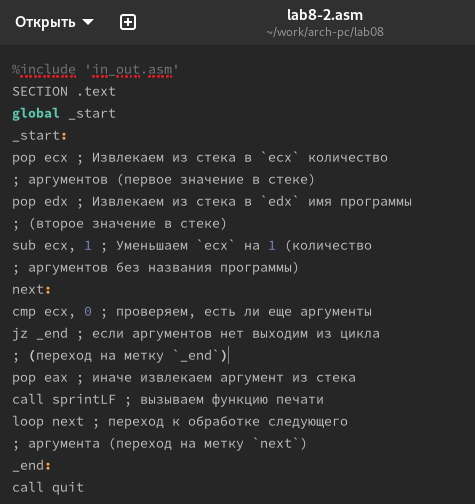 Открыть
lab8-2.asm
~/work/arch-pc/lab08
%include 'in_out.asm'
SECTION .text
global _start
_start:
pop ecx ; Извлекаем из стека в `ecx` количество
; аргументов (первое значение в стеке)
pop edx ; Извлекаем из стека в `edx` имя программы
; (второе значение в стеке)
sub ecx, 1 ; Уменьшаем `ecx` на 1 (количество
; аргументов без названия программы)
next:
cmp ecx, 0 ; проверяем, есть ли еще аргументы
jz _end ; если аргументов нет выходим из цикла
; (переход на метку `_end`)
pop eax ; иначе извлекаем аргумент из стека
call sprintLF ; вызываем функцию печати
loop next ; переход к обработке следующего
; аргумента (переход на метку `next`)
_end:
call quit